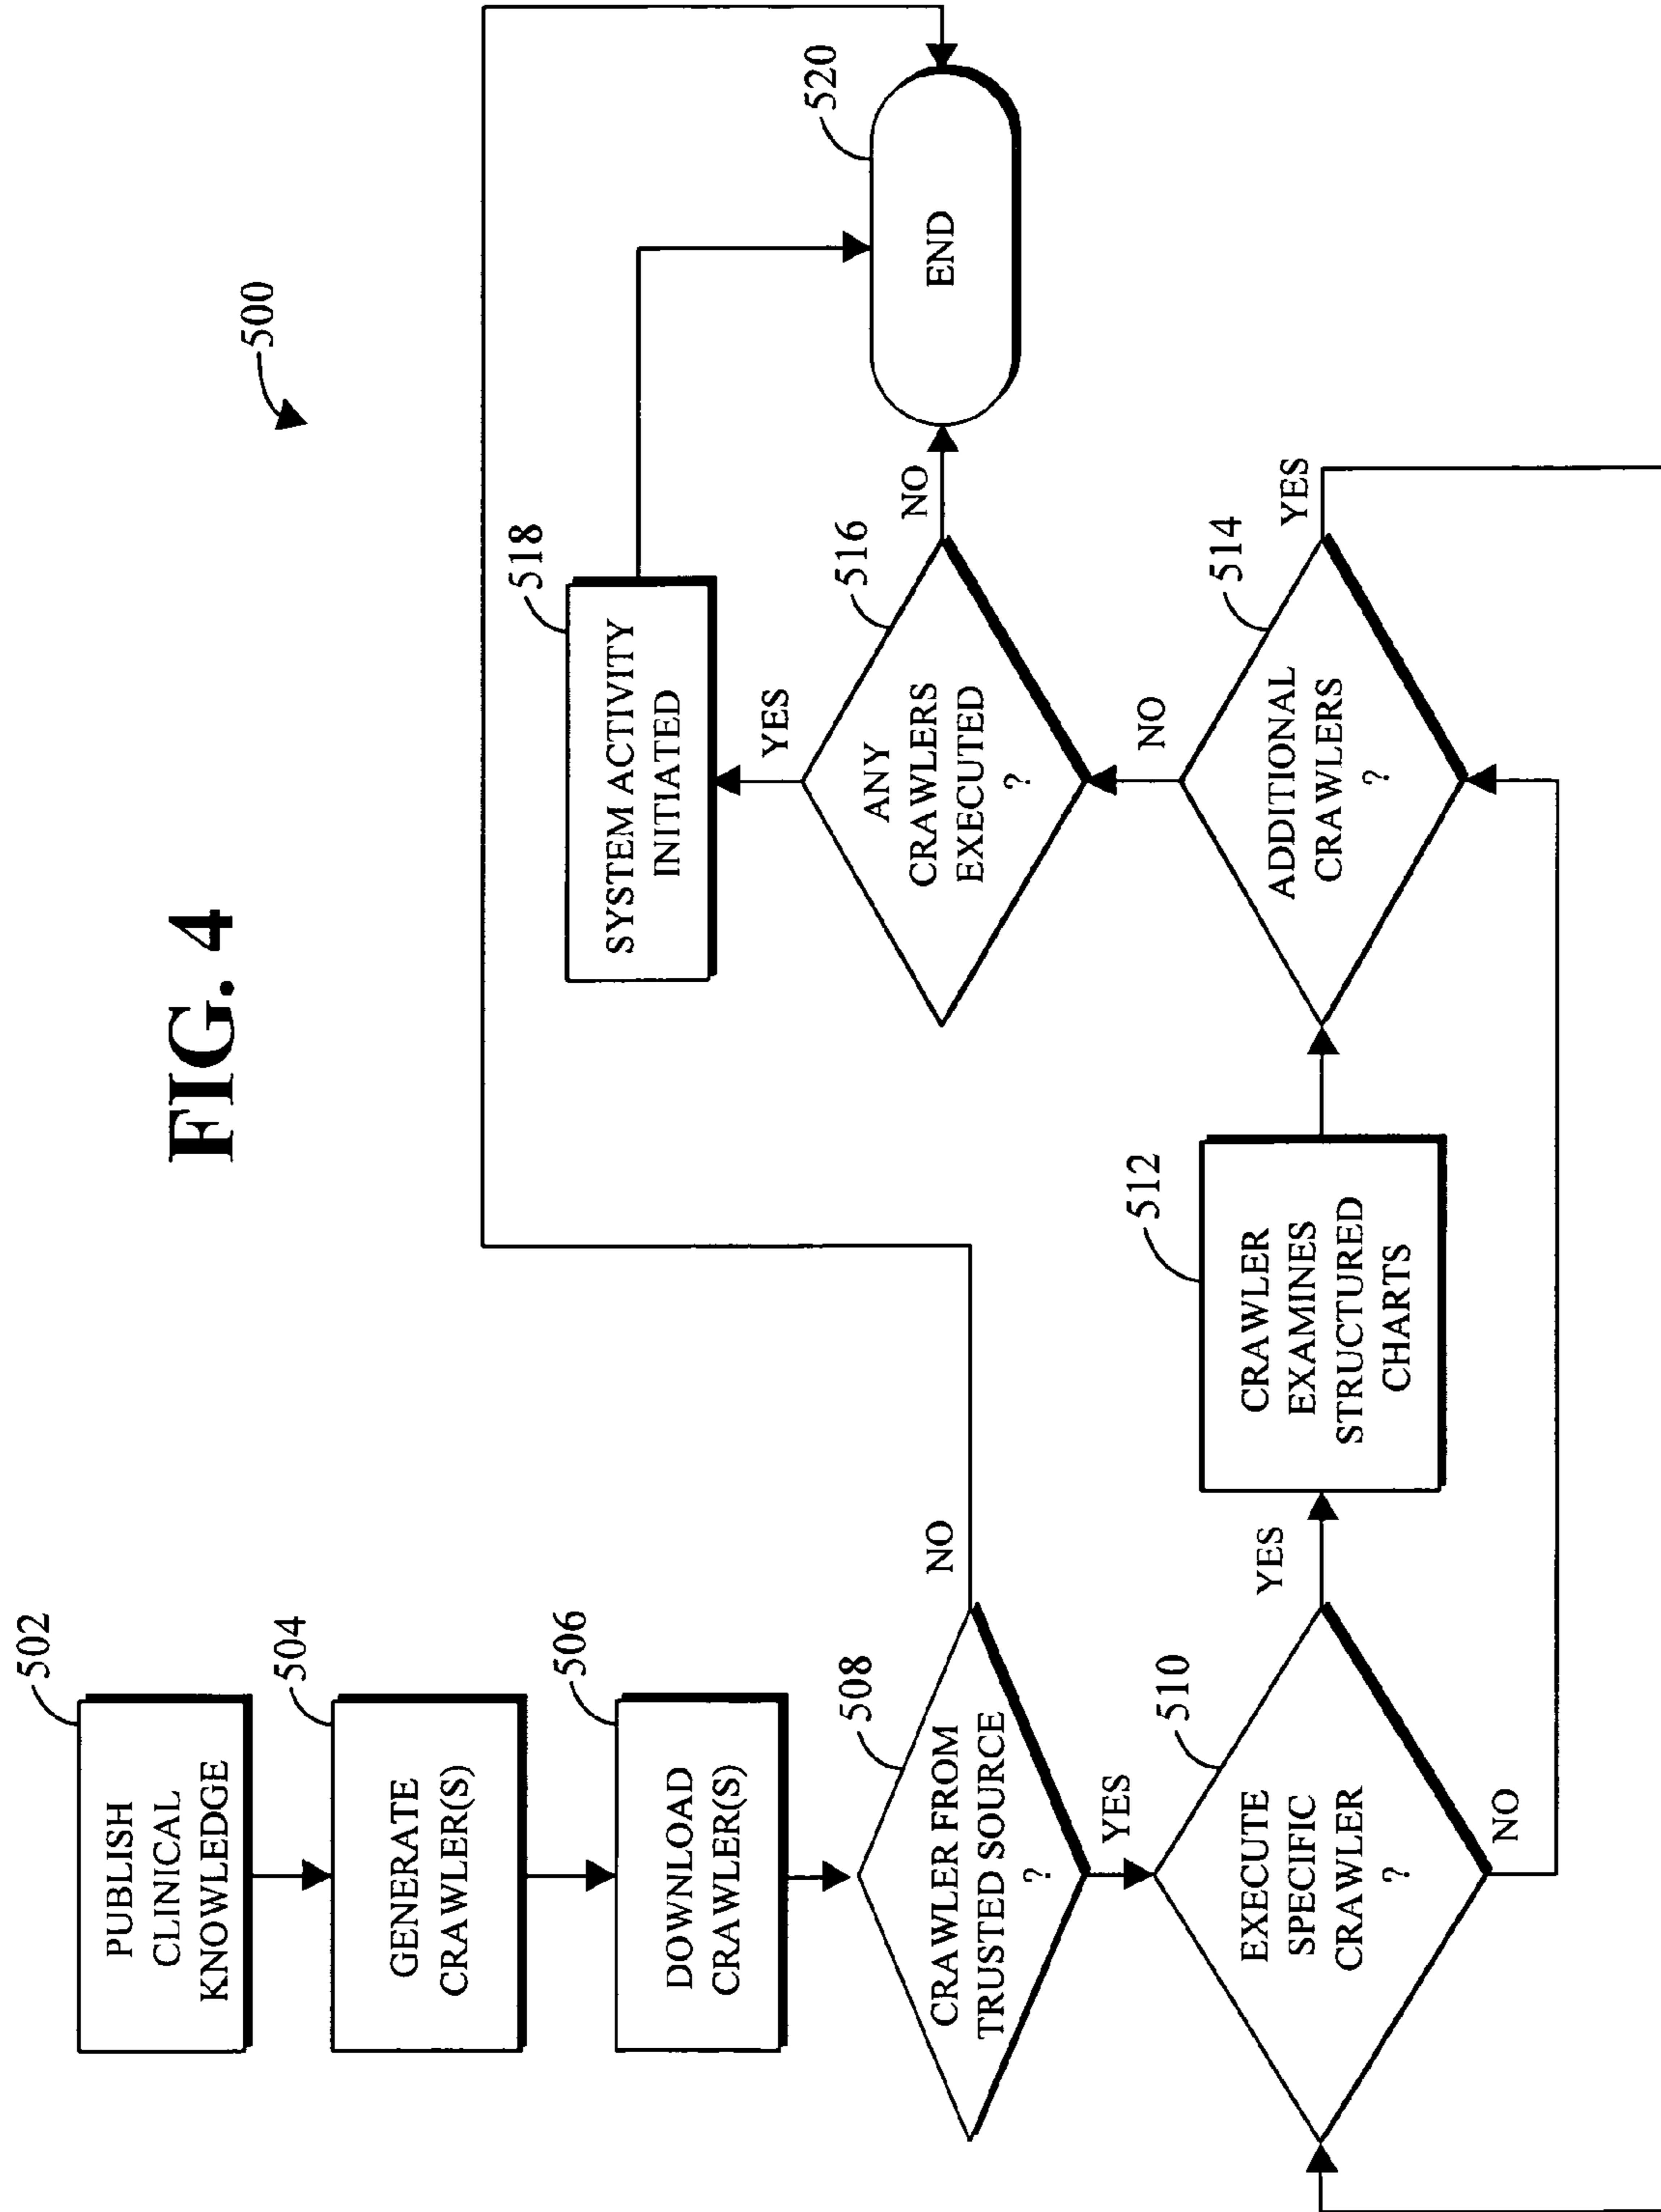 FIG. 4
500
502
PUBLISH
CLINICAL
KNOWLEDGE
504
GENERATE
CRAWLER(S)
506
DOWNLOAD
CRAWLER(S)
508
CRAWLER FROM
TRUSTED SOURCE
?
NO
YES
510
EXECUTE
SPECIFIC
CRAWLER
?
YES
NO
512
CRAWLER
EXAMINES
STRUCTURED
CHARTS
514
ADDITIONAL
CRAWLERS
?
YES
NO
516
ANY
CRAWLERS
EXECUTED
?
YES
NO
518
SYSTEM ACTIVITY
INITIATED
520
END